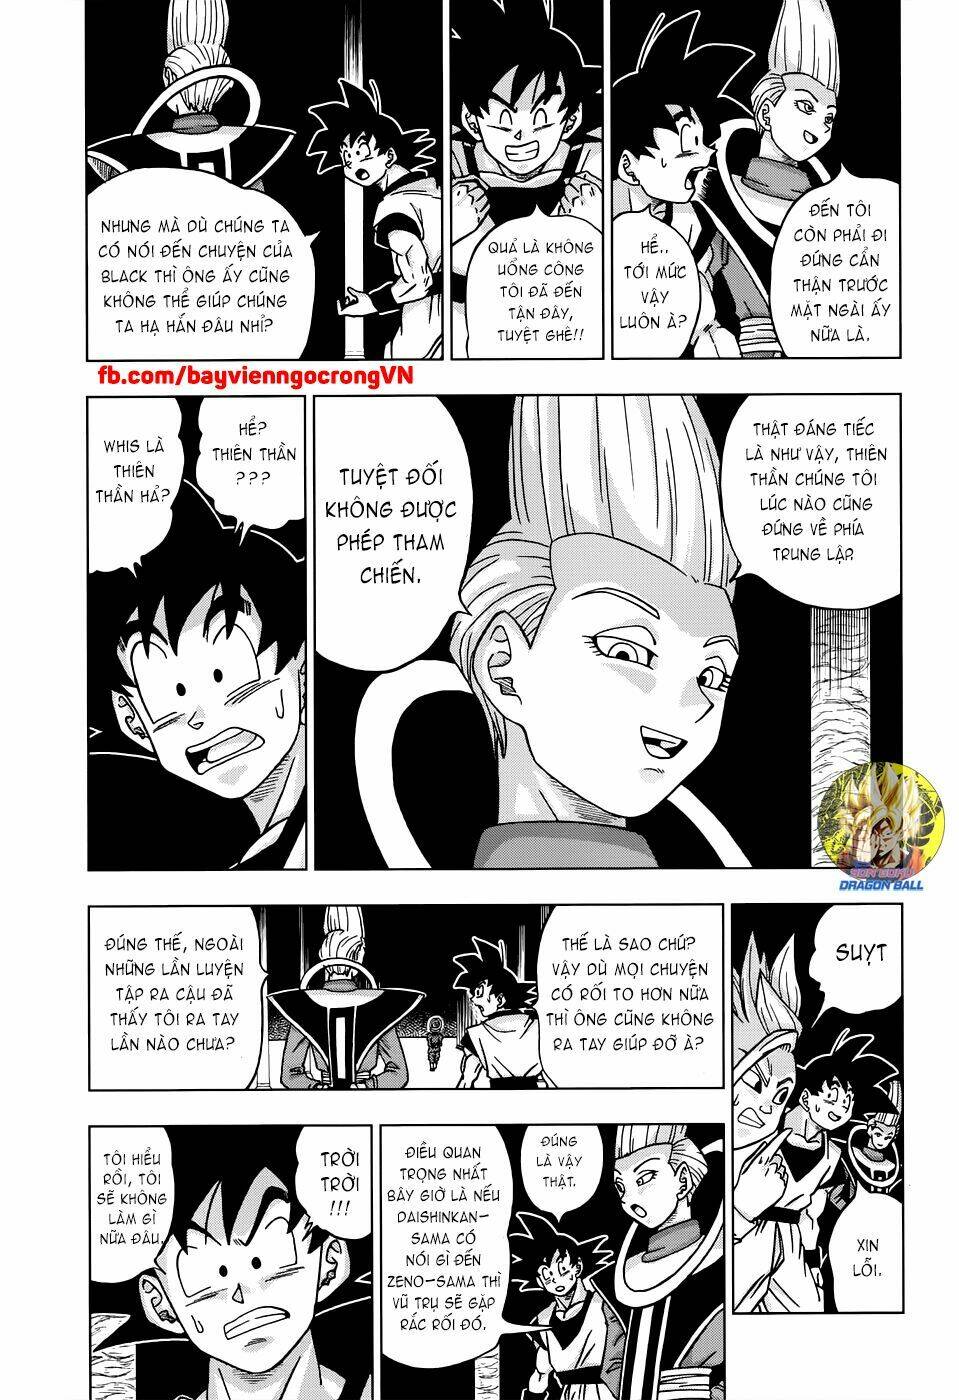 ĐẾN TÔI
CÒN PHẢI ĐI
ĐỨNG CẨN
THẬN TRƯỚC
MẶT NGÀI ẤY
NỮA LÀ.
HỂ..
TỚI MỨC
VẬY
LUÔN À?
QUẢ LÀ KHÔNG
UỔNG CÔNG
TÔI ĐÃ ĐẾN
TẬN ĐÂY,
TUYỆT GHÊ!!
NHƯNG MÀ DÙ CHÚNG TA
CÓ NÓI ĐẾN CHUYỆN CỦA
BLACK THÌ ÔNG ẤY CŨNG
KHÔNG THỂ GIÚP CHÚNG
TA HẠ HẮN ĐÂU NHỈ?
fb.com/bayvienngocrongVN
THẬT ĐÁNG TIẾC
LÀ NHƯ VẬY, THIÊN
THẦN CHÚNG TÔI
LÚC NÀO CŨNG
ĐỨNG VỀ PHÍA
TRUNG LẬP.
TUYỆT ĐỐI
KHÔNG ĐƯỢC
PHÉP THAM
CHIẾN.
HỂ?
THIÊN THẦN
???
WHIS LÀ
THIÊN
THẦN HẢ?
SON GOKU
DRAGON BALL
SUYT
XIN
LỖI.
THẾ LÀ SAO CHỨ?
VẬY DÙ MỌI CHUYỆN
CÓ RỐI TO HƠN NỮA
THÌ ÔNG CŨNG KHÔNG
RA TAY GIÚP ĐỠ À?
ĐÚNG THẾ, NGOÀI
NHỮNG LẦN LUYỆN
TẬP RA CẬU ĐÃ
THẤY TÔI RA TAY
LẦN NÀO CHƯA?
ĐÚNG
LÀ VẬY
THẬT.
ĐIỀU QUAN
TRỌNG NHẤT
BÂY GIỜ LÀ NẾU
DAISHINKAN-
SAMA CÓ
NÓI GÌ ĐẾN
ZENO-SAMA THÌ
VŨ TRỤ SẼ GẶP
RẮC RỐI ĐÓ.
TRỜI
TRỜI
!!!
TÔI HIỂU
RỒI, TÔI
SẼ KHÔNG
LÀM GÌ
NỮA ĐÂU.